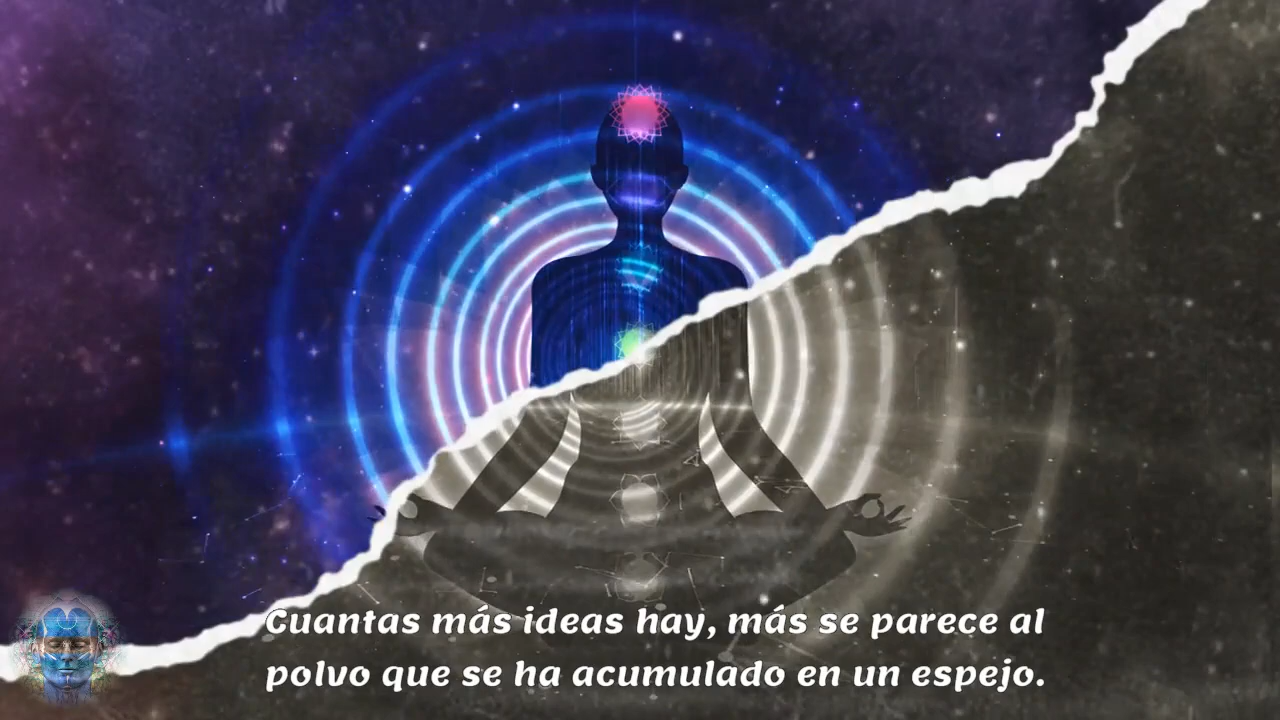 Cuantas más ideas hay, más se parece al
polvo que se ha acumulado en un espejo.